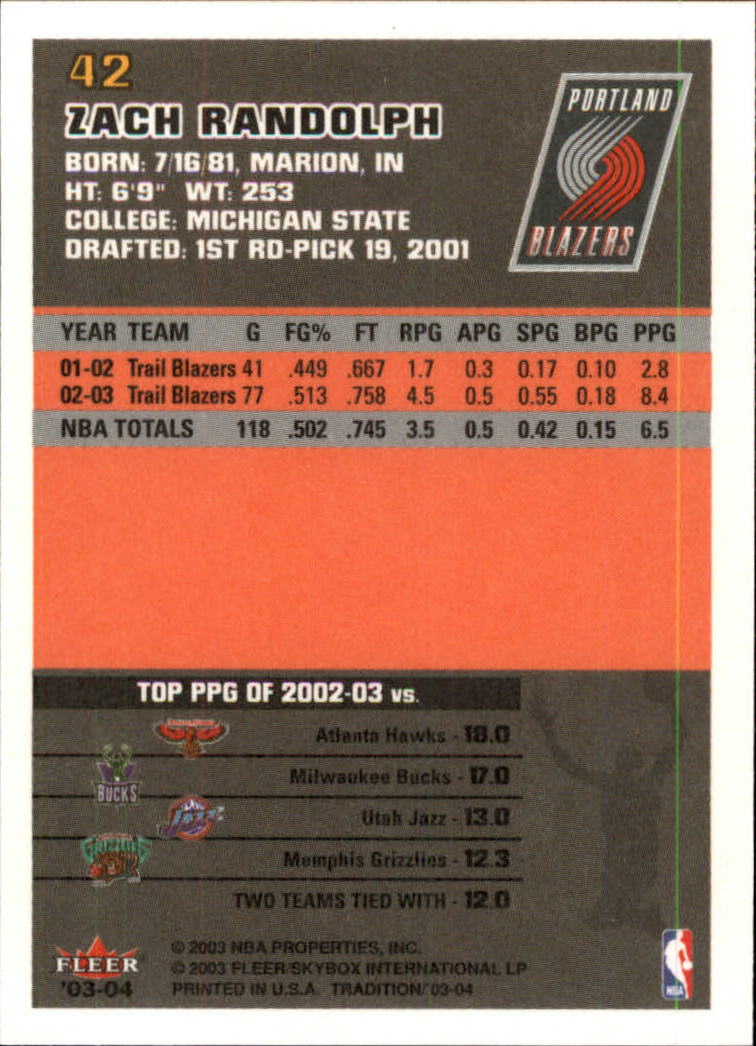 42
ZACH RANDOLPH
BORN: 7/16/81, MARION, IN
HT: 6'9" WT: 253
COLLEGE: MICHIGAN STATE
DRAFTED: 1ST RD-PICK 19, 2001
PORTLAND
BLAZERS
YEAR TEAM G FG% FT RPG APG SPG BPG PPG
01-02 Trail Blazers 41 .449 .667 1.7 0.3 0.17 0.10 2.8
02-03 Trail Blazers 77 .513 .758 4.5 0.5 0.55 0.18 8.4
NBA TOTALS 118 .502 .745 3.5 0.5 0.42 0.15 6.5
TOP PPG OF 2002-03 vs.
Atlanta Hawks - 18.0
Milwaukee Bucks - 17.0
BUCKS
Utah Jazz - 13.0
JAZZ
Memphis Grizzlies - 12.3
GRIZZLIES
TWO TEAMS TIED WITH - 12.0
FLEER
'03-04
© 2003 NBA PROPERTIES, INC.
© 2003 FLEER/SKYBOX INTERNATIONAL LP
PRINTED IN U.S.A. TRADITION/'03-04
NBA